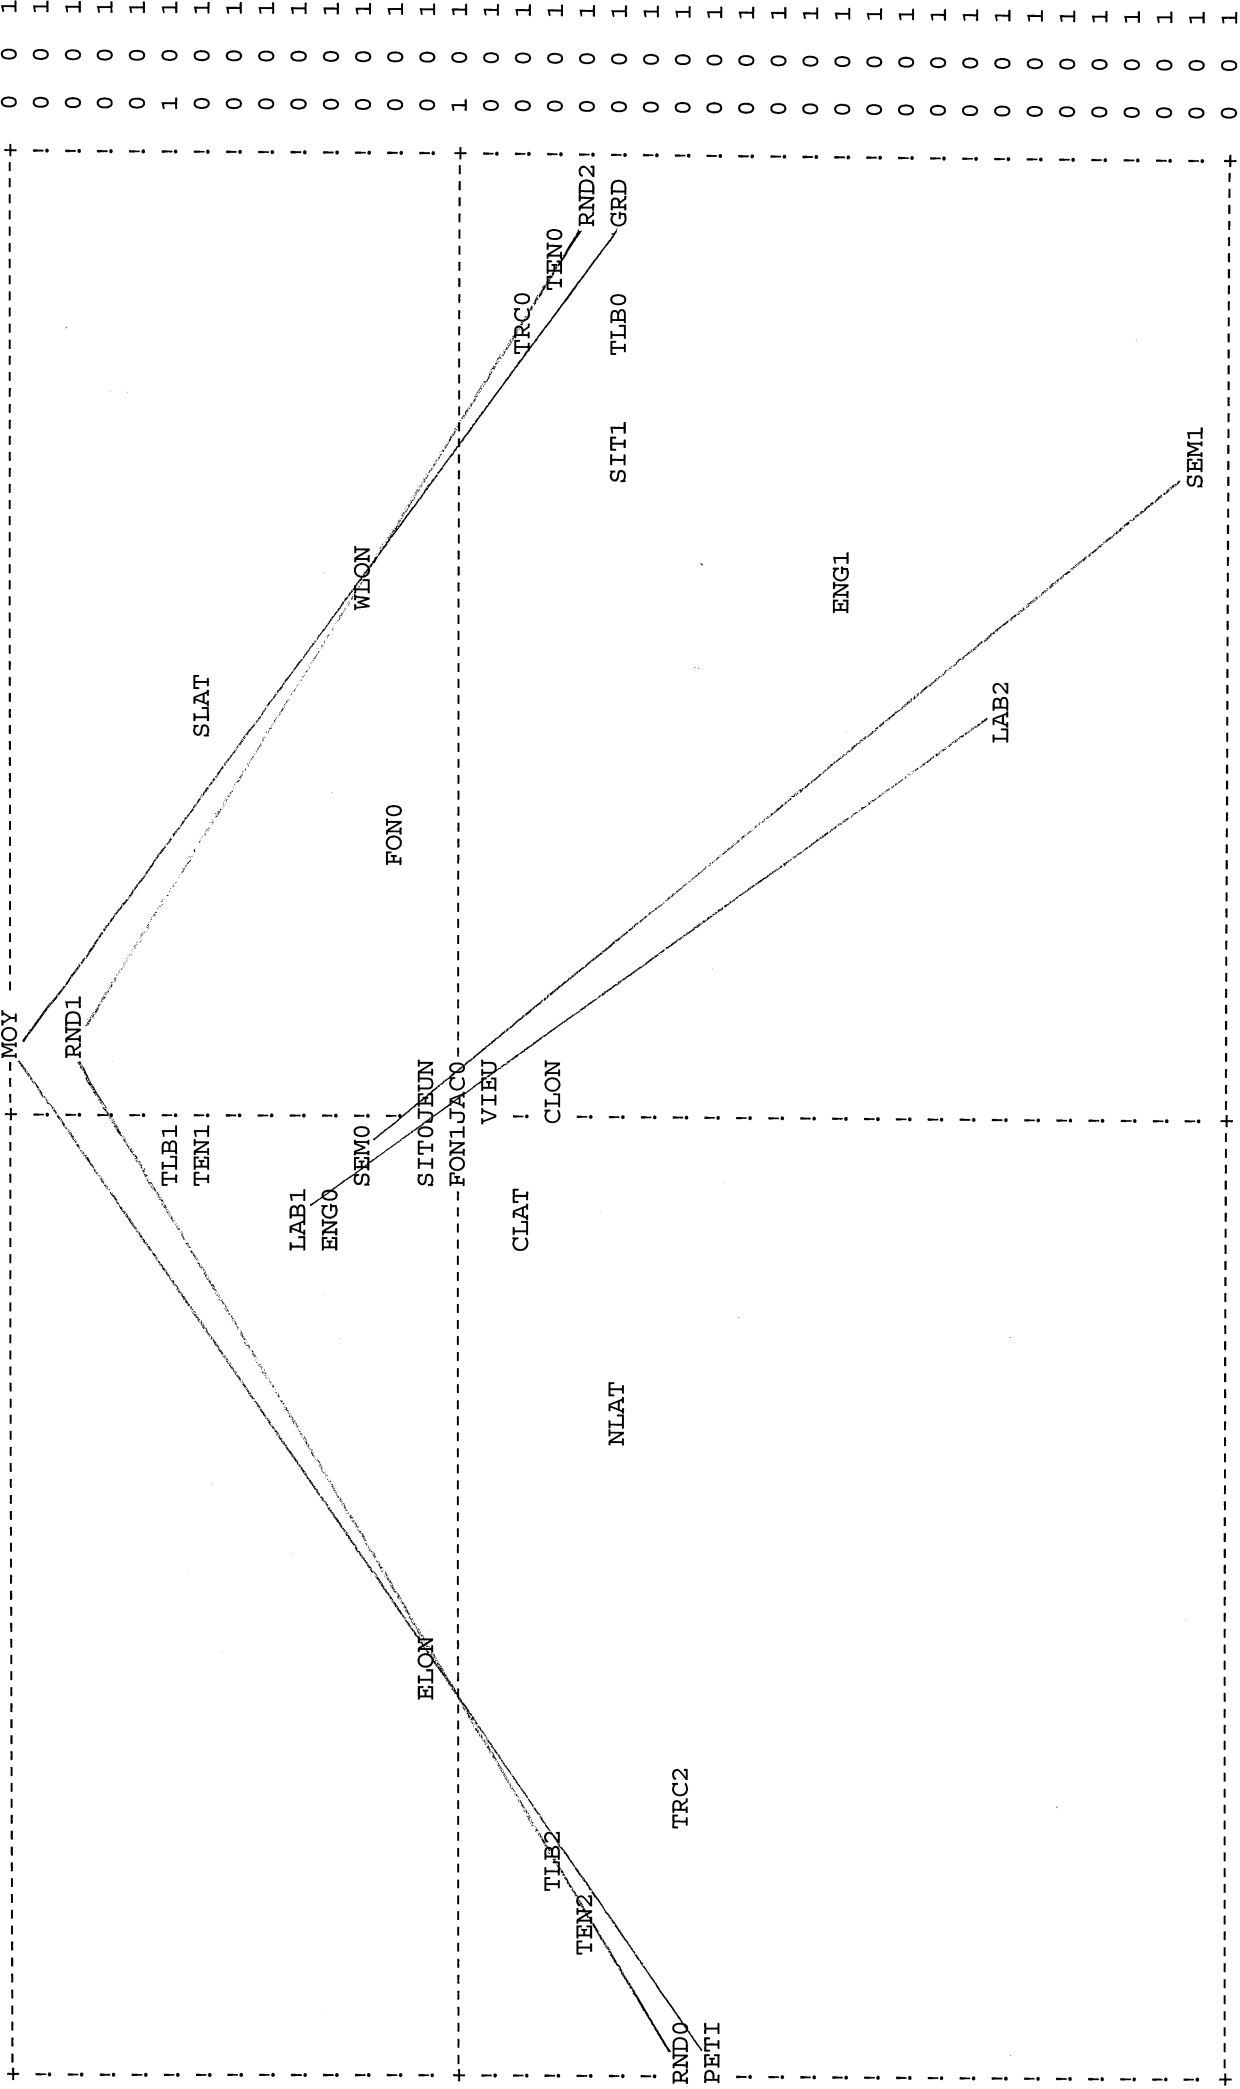 +-----------------------------+-MOY--------------------------+ 0 0 1
! ! ! 0 0 1
! ! RND1 ! 0 0 1
! ! ! 0 0 1
! ! ! 0 0 1
! TLB1! ! 1 0 1
! TEN1! SLAT ! 0 0 1
! ! ! 0 0 1
! ! ! 0 0 1
! LAB1 ! ! 0 0 1
! ENG0 ! ! 0 0 1
! SEM0! WLON ! 0 0 1
! ! FON0 ! 0 0 1
! ELON SIT0JEUN ! 0 0 1
+----------------------------FON1JAC0----------------------------+ 1 0 1
! VIEU ! 0 0 1
! CLAT ! TRC0 ! 0 0 1
! TLB2 CLON TEN0 ! 0 0 1
! TEN2 ! RND2! 0 0 1
! NLAT ! SIT1 TLB0 GRD ! 0 0 1
! ! ! 0 0 1
RND0 TRC2 ! ! 0 0 1
PETI ! ! 0 0 1
! ! ! 0 0 1
! ! ! 0 0 1
! ! ! 0 0 1
! ! ENG1 ! 0 0 1
! ! ! 0 0 1
! ! ! 0 0 1
! ! ! 0 0 1
! ! ! 0 0 1
! ! LAB2 ! 0 0 1
! ! ! 0 0 1
! ! ! 0 0 1
! ! ! 0 0 1
! ! ! 0 0 1
! ! ! 0 0 1
! ! SEM1 ! 0 0 1
+-----------------------------+-----------------------------+ 0 0 1